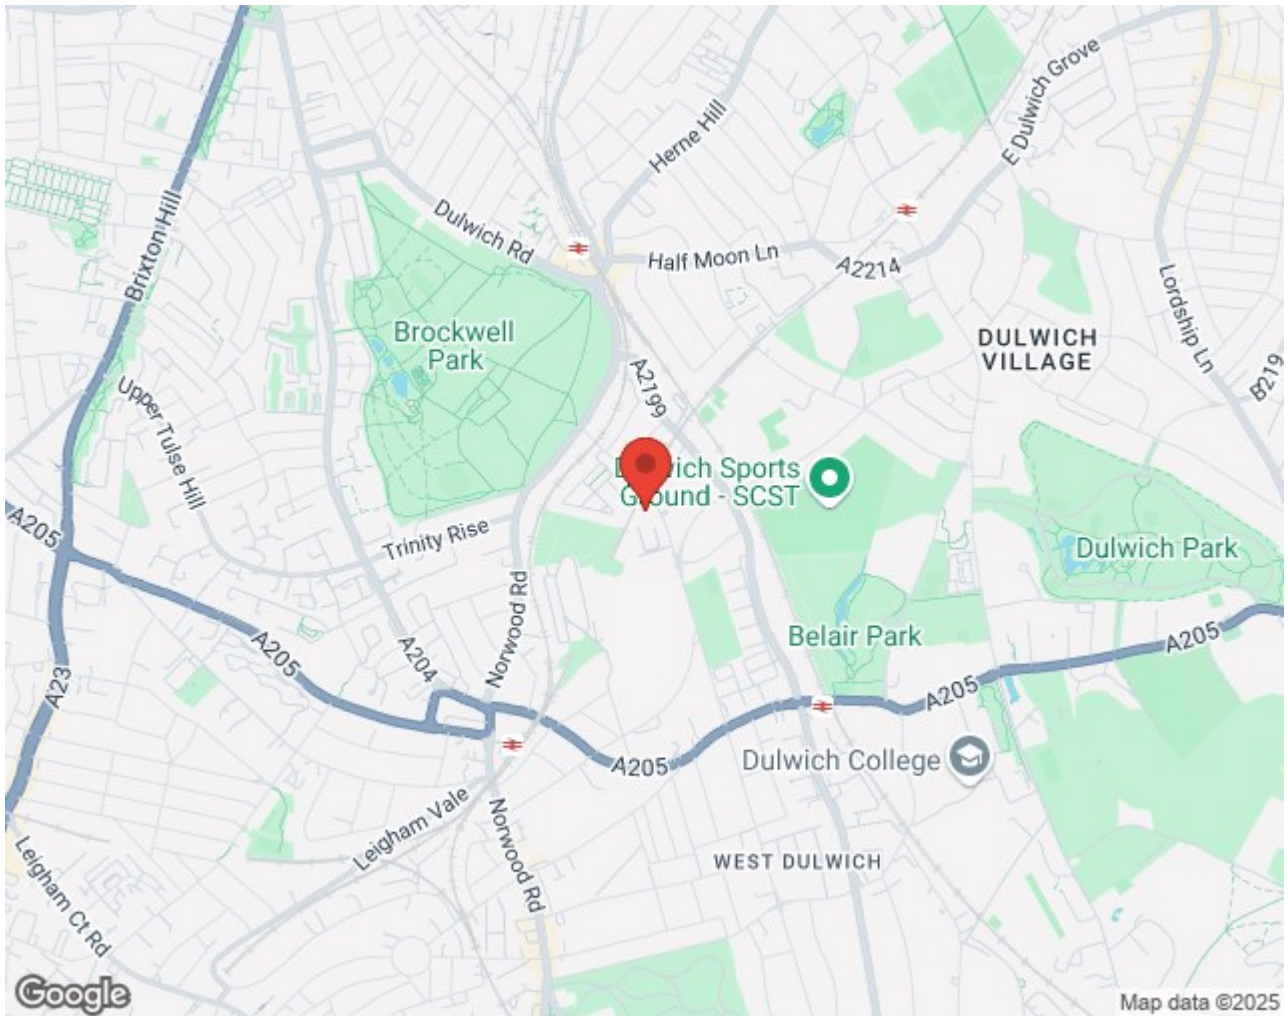 E Dulwich Grove
Herne Hill
Brixton Hill
Dulwich Rd
Half Moon Ln
A2214
Lordship Ln
Brockwell
Park
DULWICH
VILLAGE
A2199
B219
Upper Tulse Hill
Sports
Ground - SCST
A205
Trinity Rise
Dulwich Park
Norwood Rd
Belair Park
A205
A204
A205
A23
A205
A205
Dulwich College
Leigham Vale
Norwood Rd
WEST DULWICH
Leigham Ct Rd
Google
Map data ©2025